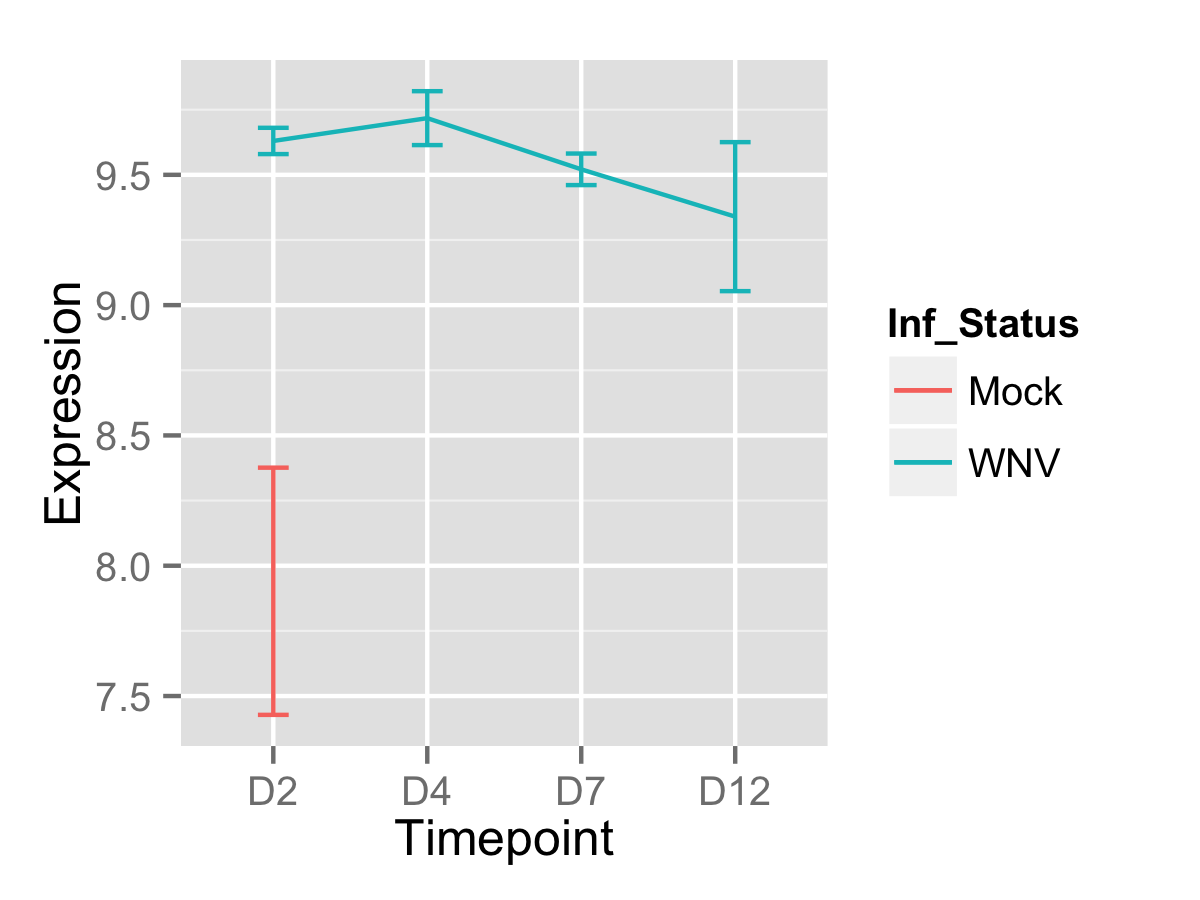 Expression
9.5
9.0
8.5
8.0
7.5
D2 D4 D7 D12
Timepoint
Inf_Status
Mock
WNV